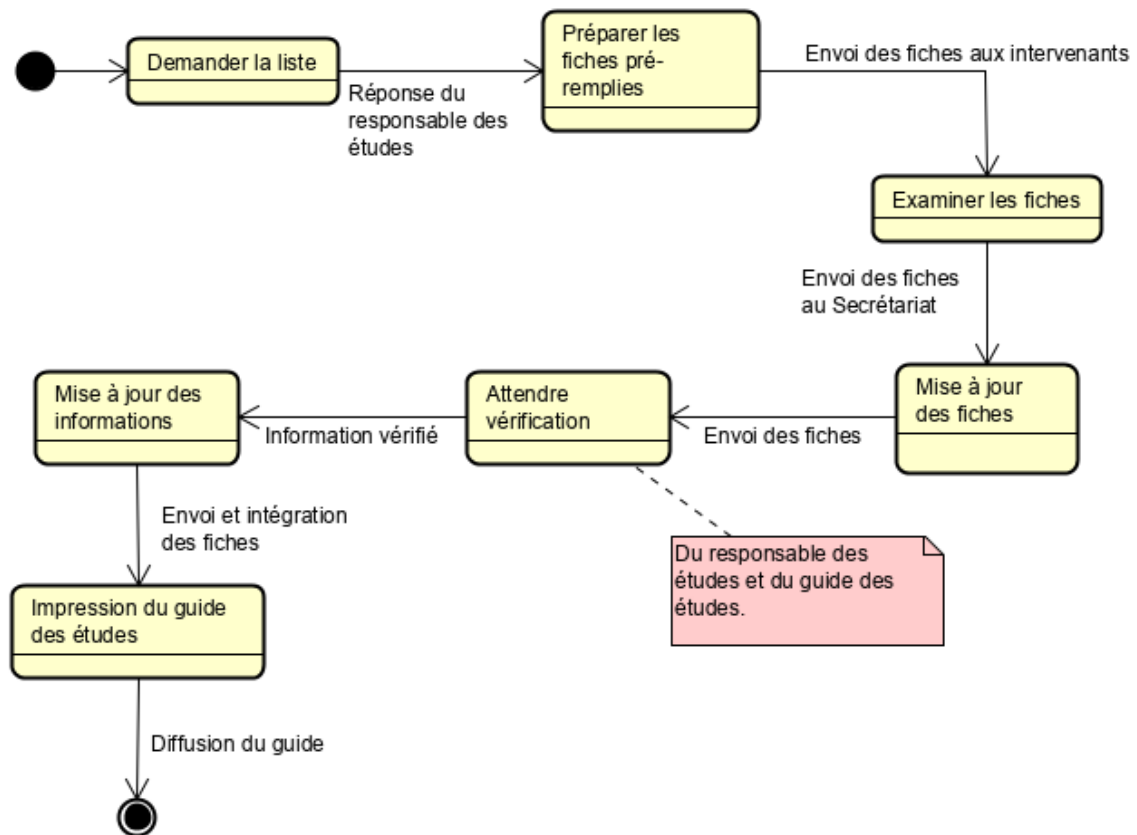 Demander la liste
Réponse du
responsable des
études
Préparer les
fiches pré-
remplies
Envoi des fiches aux intervenants
Examiner les fiches
Envoi des fiches
au Secrétariat
Mise à jour
des fiches
Envoi des fiches
Attendre
vérification
Du responsable des
études et du guide des
études.
Information vérifié
Mise à jour des
informations
Envoi et intégration
des fiches
Impression du guide
des études
Diffusion du guide